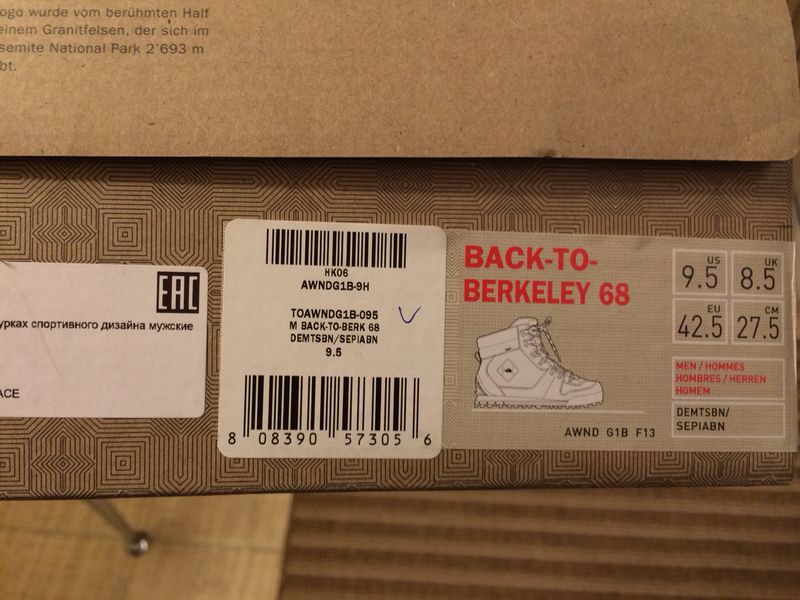 ogo wurde vom berühmten Half
einem Granitfelsen, der sich im
semite National Park 2'693 m
bt.
EAC
урках спортивного дизайна мужские
ACE
HK06
AWNDG1B-9H
TOAWNDG1B-095
M BACK-TO-BERK 68
DEMTSBN/SEPIABN
9.5
8 08390 57305 6
BACK-TO-
BERKELEY 68
AWND G1B F13
US
9.5
UK
8.5
EU
42.5
CM
27.5
MEN / HOMMES
HOMBRES / HERREN
HOMEM
DEMTSBN/
SEPIABN